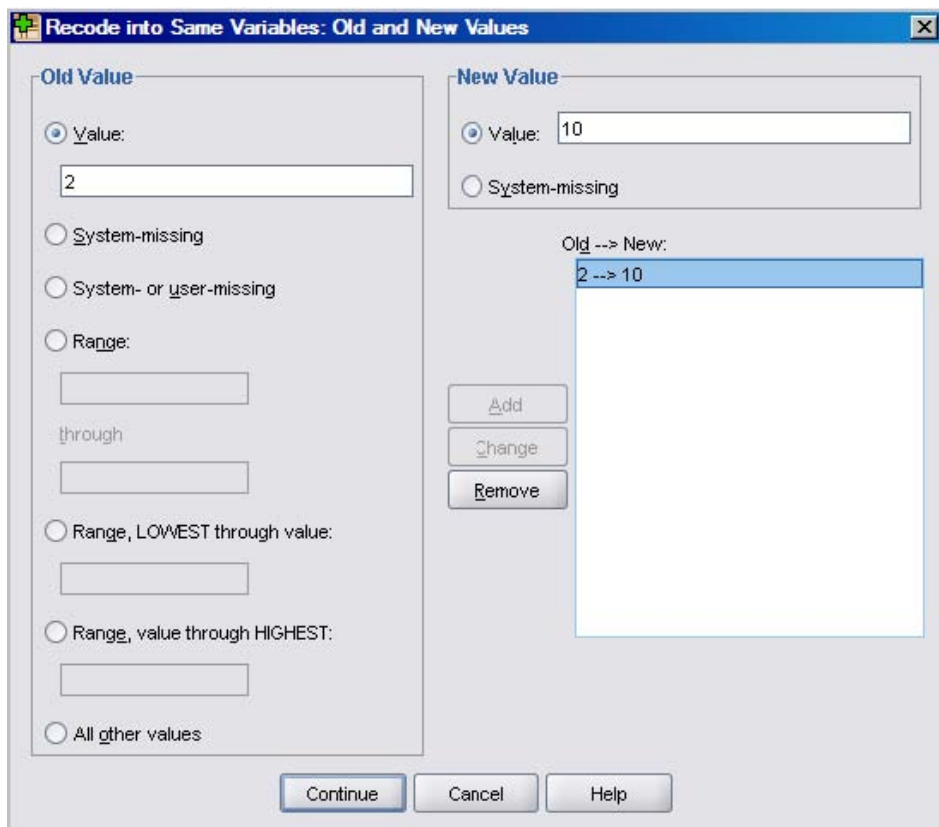 Recode into Same Variables: Old and New Values
Old Value
Value:
2
System-missing
System- or user-missing
Range:
through
Range, LOWEST through value:
Range, value through HIGHEST:
All other values
New Value
Value: 10
System-missing
Old --> New:
2 --> 10
Add
Change
Remove
Continue Cancel Help